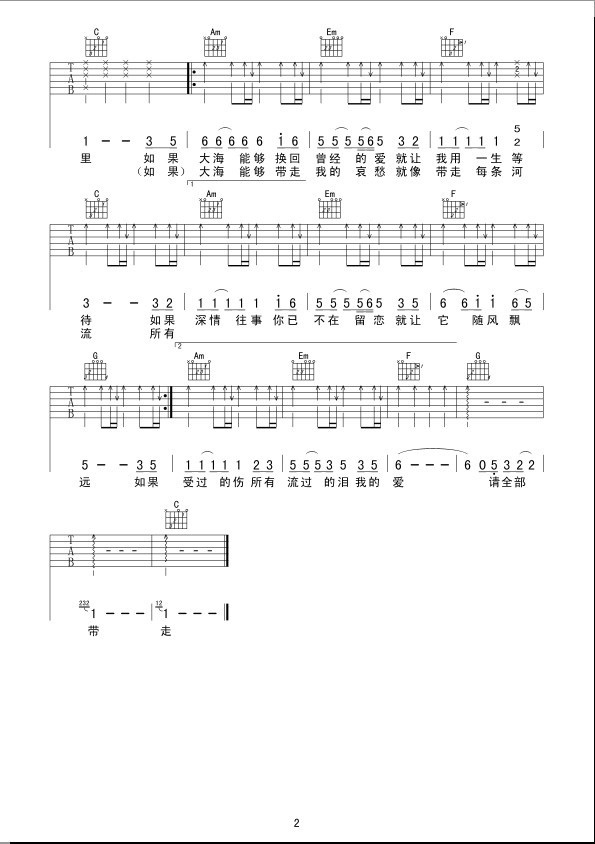 C Am Em F
T
A
B
1 - - 3 5 6 6 6 6 6 i 6 5 5 5 5 6 5 3 2 1 1 1 1 1 5 2
里 如 果 大海 能够 换回 曾经 的 爱 就让 我用 一生 等
(如 果) 大海 能够 带走 我的 哀 愁 就像 带走 每条 河
1
C Am Em F
T
A
B
3 - - 3 2 1 1 1 1 1 1 i 6 5 5 5 5 6 5 3 5 6 6 i i 6 5
待 如果 深情 往事 你已 不在 留恋 就让 它 随风 飘
流 所有
2
G Am Em F G
T
A
B
5 - - 3 5 1 1 1 1 1 2 3 5 5 5 3 5 3 5 6 - - - 6 0 5 3 2 2
远 如果 受过 的伤 所有 流过 的泪 我的 爱 请全部
C
T
A
B
232 1 - - - 12 1 - - -
带 走
2